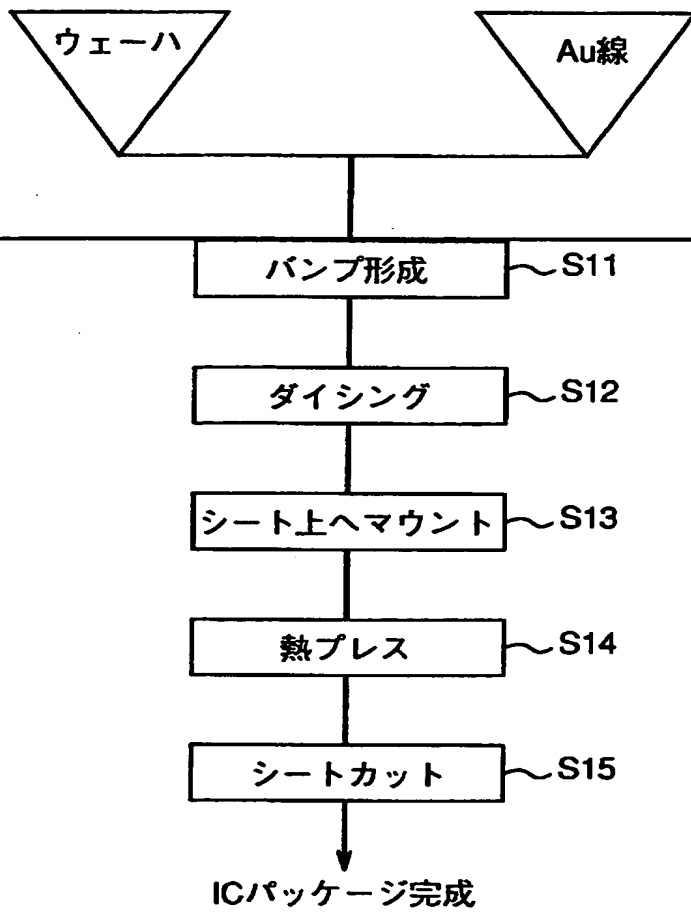 ウェーハ
Au線
バンプ形成
S11
ダイシング
S12
シート上へマウント
S13
熱プレス
S14
シートカット
S15
ICパッケージ完成